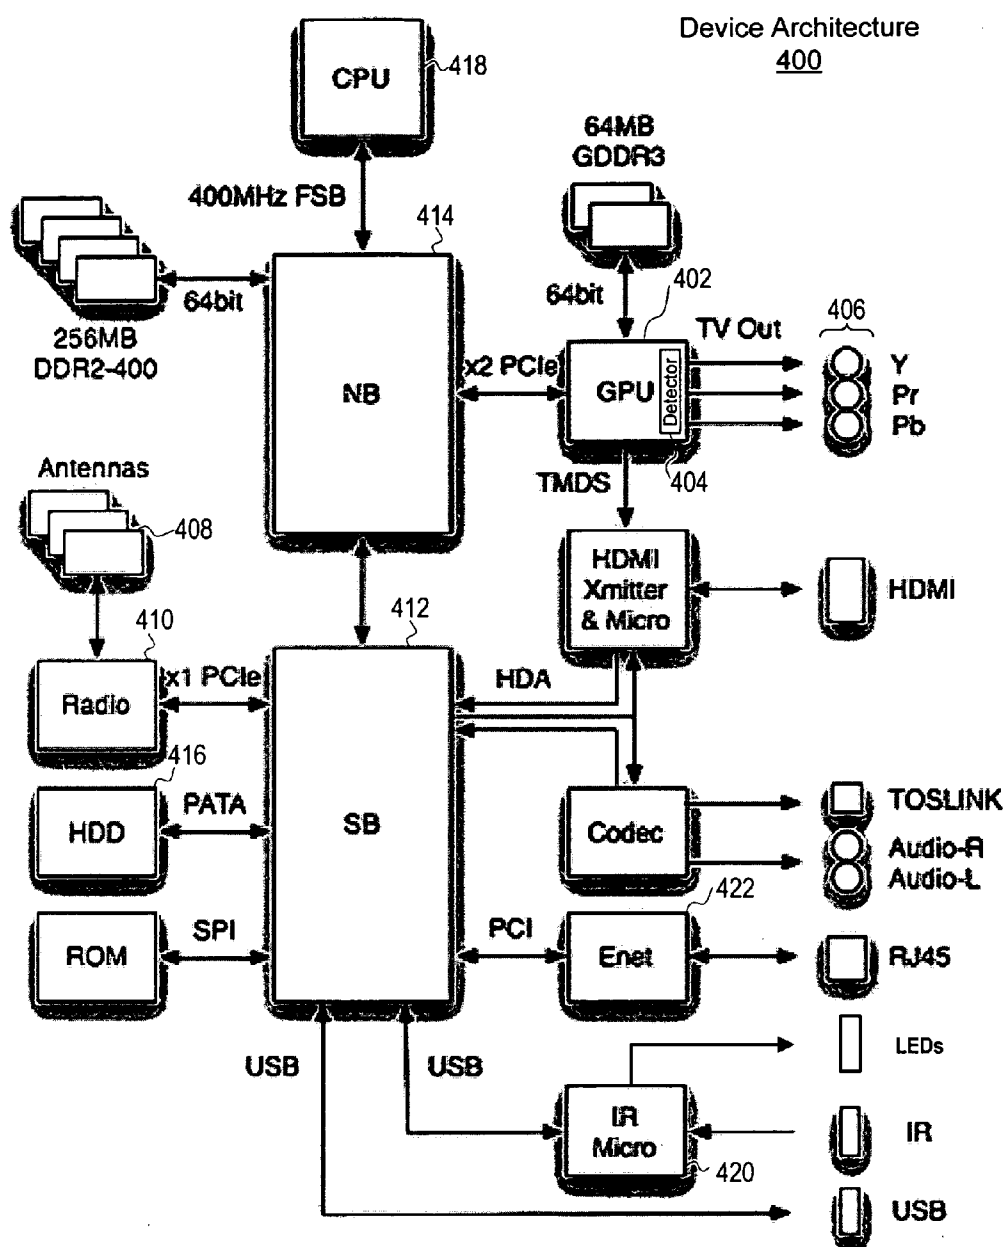 Device Architecture
400
CPU
418
64MB
GDDR3
400MHz FSB
414
64bit
256MB
DDR2-400
NB
x2 PCIe
64bit
402
GPU
Detector
404
TV Out
406
Y
Pr
Pb
TMDS
Antennas
408
HDMI
Xmitter
& Micro
HDMI
410
Radio
x1 PCIe
412
HDA
416
HDD
PATA
SB
Codec
TOSLINK
Audio-R
Audio-L
422
ROM
SPI
PCI
Enet
RJ45
USB
USB
LEDs
IR
Micro
420
IR
USB